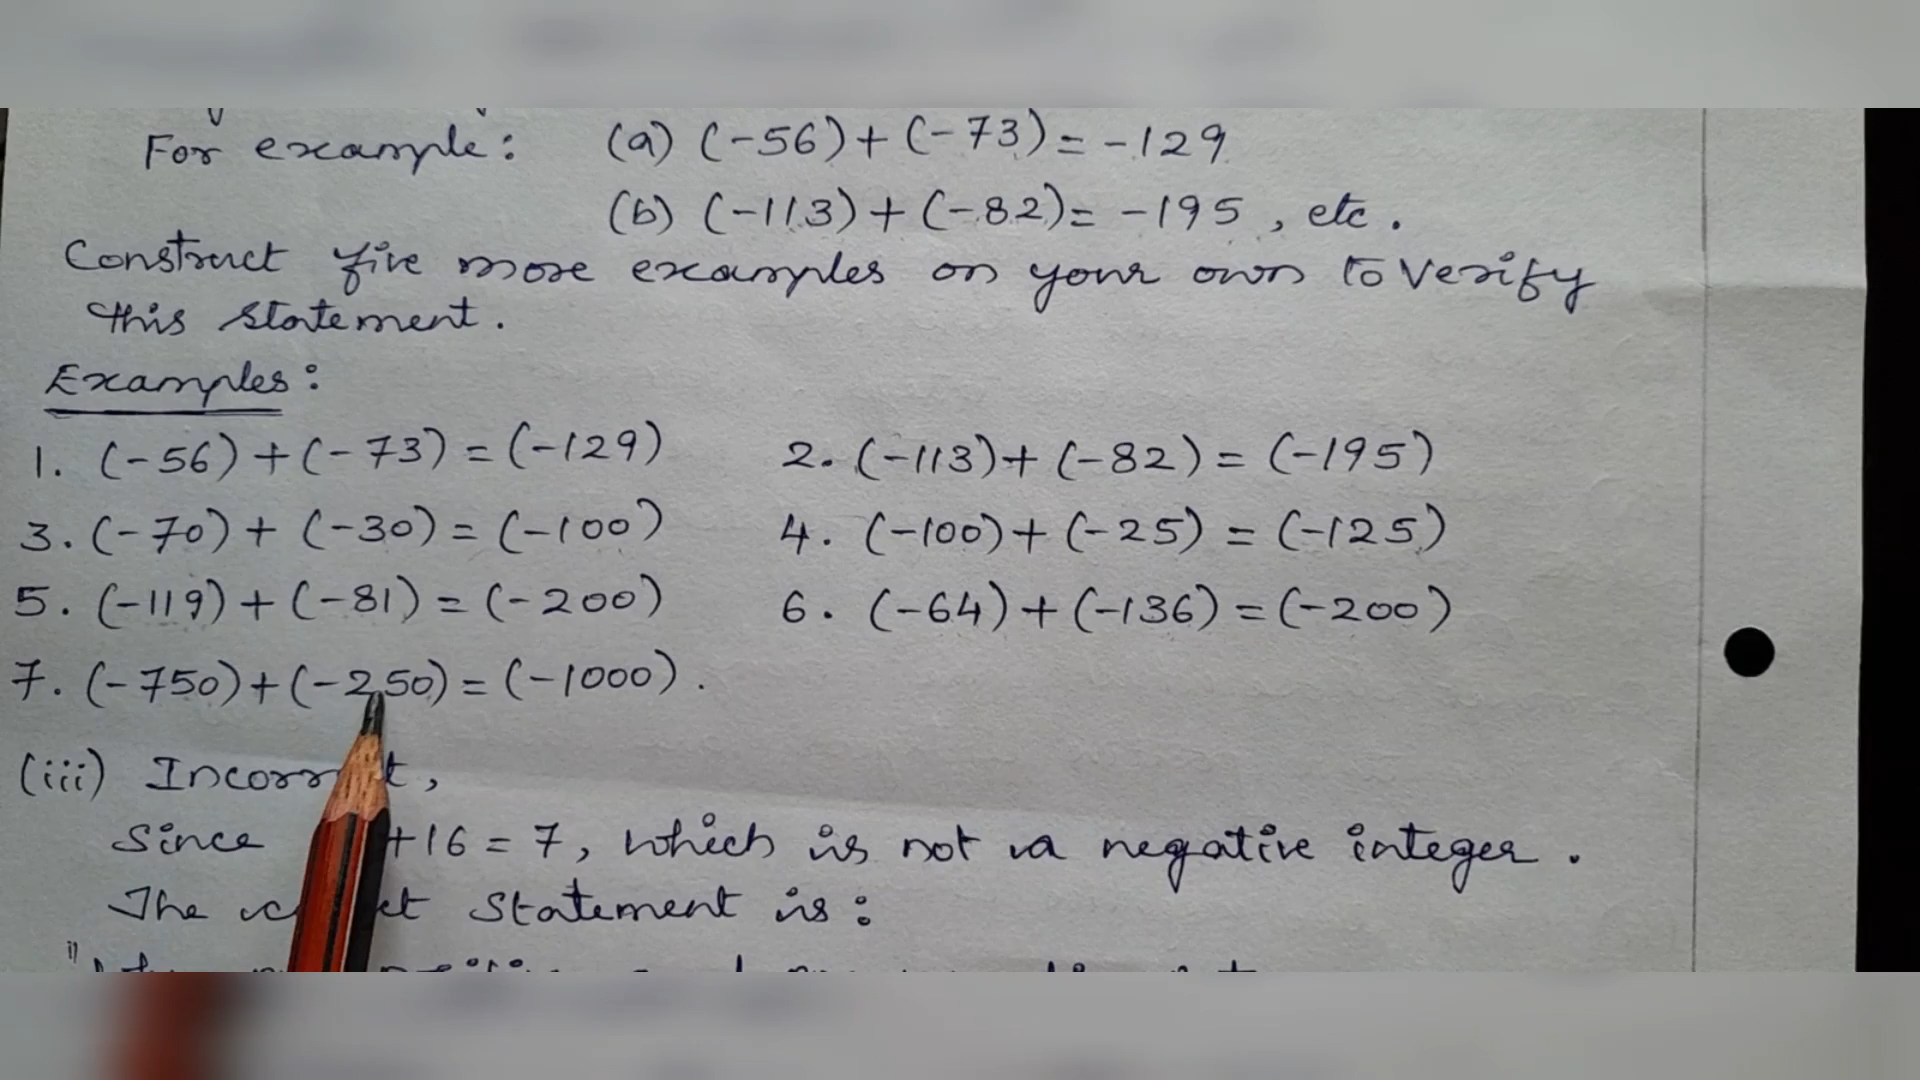 For example: (a) (-56)+(-73)= -129
(b) (-113)+(-82)= -195, etc.
Construct five more examples on your own to verify
this statement.
Examples:
1. (-56)+(-73)=(-129) 2. (-113)+(-82)=(-195)
3. (-70)+(-30)=(-100) 4. (-100)+(-25)=(-125)
5. (-119)+(-81)=(-200) 6. (-64)+(-136)=(-200)
7. (-750)+(-250)=(-1000).
(iii)
Since +16=7, which is not a negative integer.
The statement is: